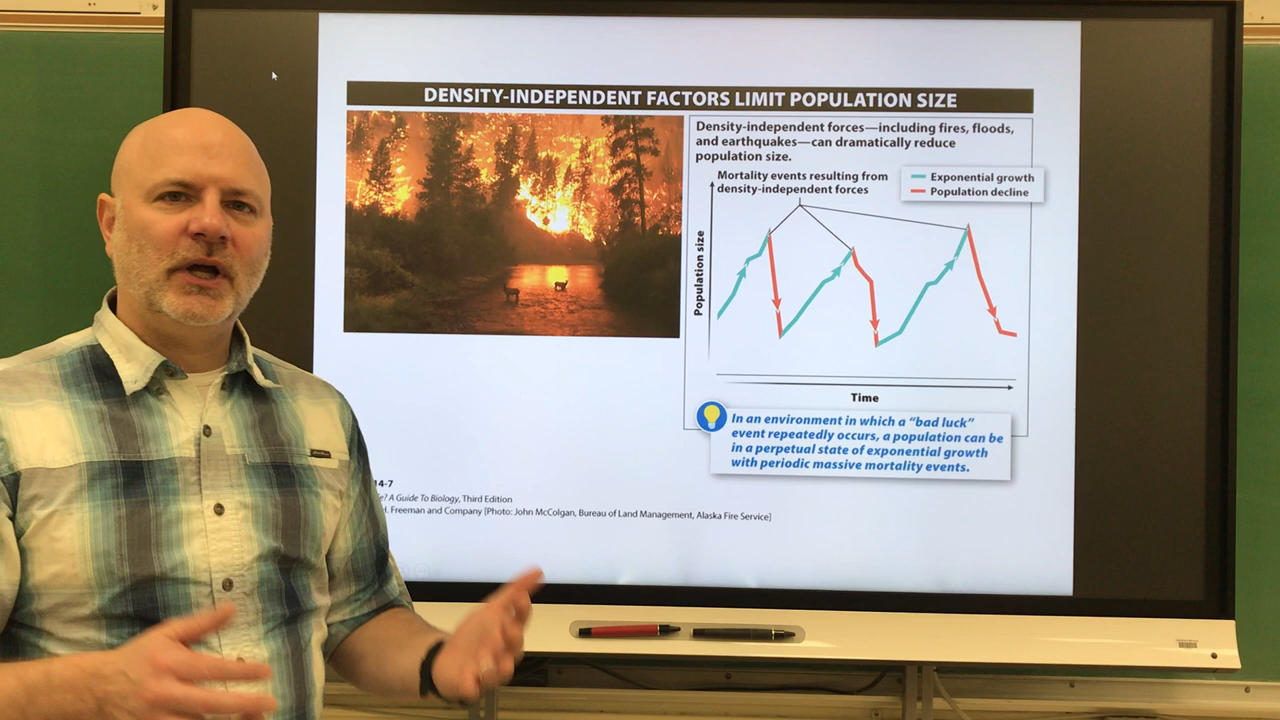 DENSITY-INDEPENDENT FACTORS LIMIT POPULATION SIZE
Density-independent forces—including fires, floods,
and earthquakes—can dramatically reduce
population size.
Mortality events resulting from
density-independent forces
Exponential growth
Population decline
Population size
Time
In an environment in which a “bad luck”
event repeatedly occurs, a population can be
in a perpetual state of exponential growth
with periodic massive mortality events.
14-7
? A Guide To Biology, Third Edition
. Freeman and Company [Photo: John McColgan, Bureau of Land Management, Alaska Fire Service]